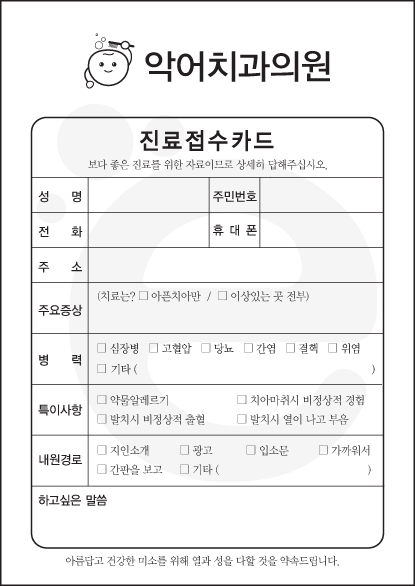 악어치과의원
진료접수카드
보다 좋은 진료를 위한 자료이므로 상세히 답해주십시오.
성 명 주민번호
전 화 휴 대 폰
주 소
주요증상 (치료는? □ 아픈치아만 / □ 이상있는 곳 전부)
병 력 □ 심장병 □ 고혈압 □ 당뇨 □ 간염 □ 결핵 □ 위염
□ 기타 ( )
특이사항 □ 약물알레르기 □ 치아마취시 비정상적 경험
□ 발치시 비정상적 출혈 □ 발치시 열이 나고 부음
내원경로 □ 지인소개 □ 광고 □ 입소문 □ 가까워서
□ 간판을 보고 □ 기타 ( )
하고싶은 말씀
아름답고 건강한 미소를 위해 열과 성을 다할 것을 약속드립니다.